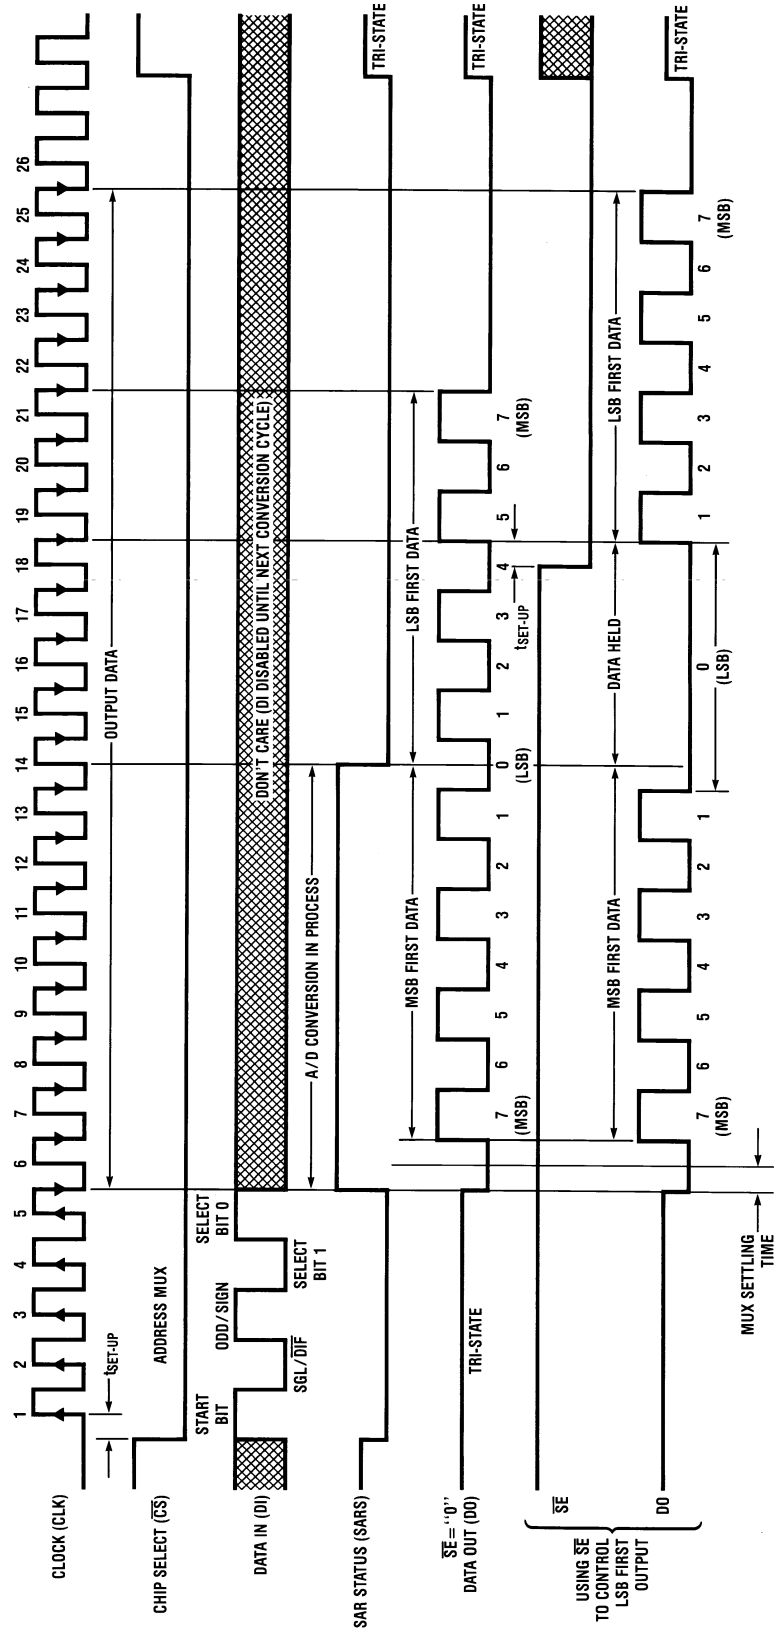 1 2 3 4 5 6 7 8 9 10 11 12 13 14 15 16 17 18 19 20 21 22 23 24 25 26
CLOCK (CLK)
tSET-UP
OUTPUT DATA
CHIP SELECT (C̅S̅)
ADDRESS MUX
START
BIT
SGL/D̅I̅F̅
ODD/SIGN
SELECT
BIT 1
SELECT
BIT 0
DATA IN (DI)
DON'T CARE (DI DISABLED UNTIL NEXT CONVERSION CYCLE)
A/D CONVERSION IN PROCESS
SAR STATUS (SARS)
TRI-STATE
MSB FIRST DATA
LSB FIRST DATA
S̅E̅ = "0"
DATA OUT (DO)
TRI-STATE
TRI-STATE
7 6 5 4 3 2 1 0 1 2 3 4 5 6 7
(MSB) (LSB) (MSB)
tSET-UP
USING S̅E̅
TO CONTROL
LSB FIRST
OUTPUT
S̅E̅
MSB FIRST DATA
DATA HELD
LSB FIRST DATA
DO
TRI-STATE
7 6 5 4 3 2 1 0 1 2 3 4 5 6 7
(MSB) (LSB) (MSB)
MUX SETTLING
TIME